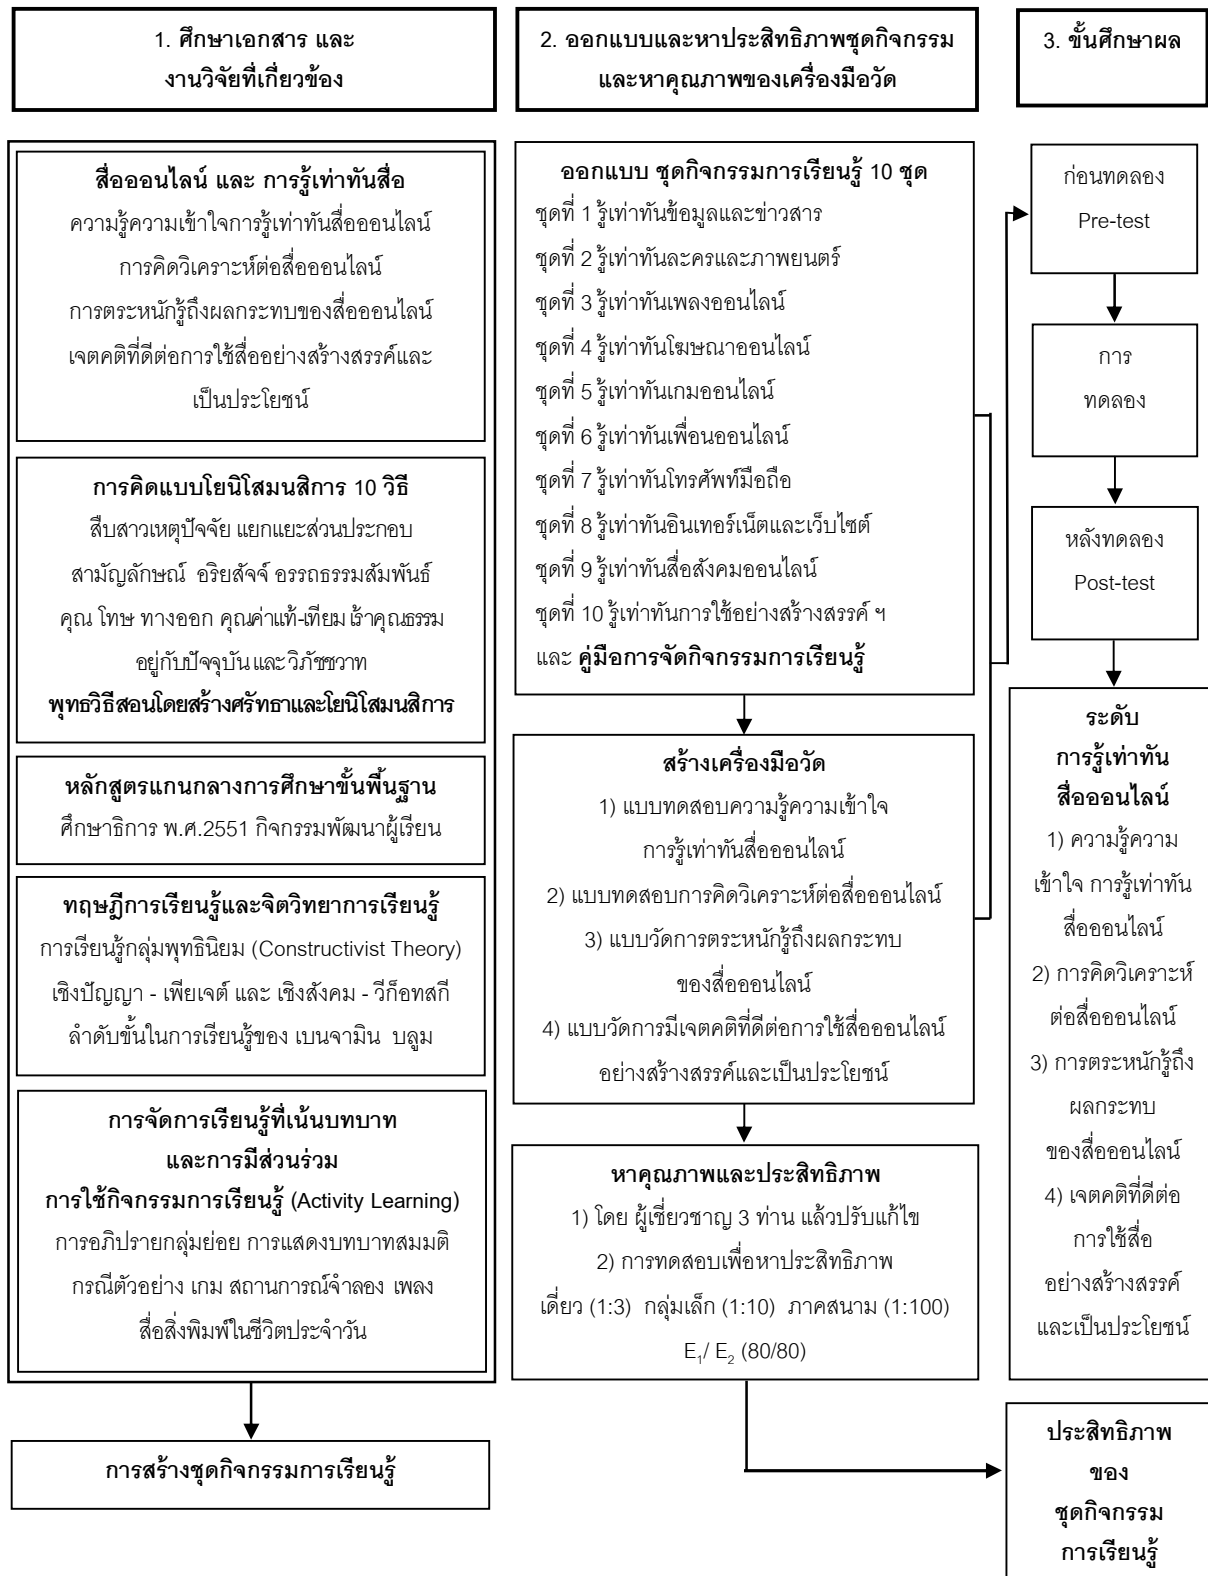 1. ศึกษาเอกสาร และ
งานวิจัยที่เกี่ยวข้อง
สื่อออนไลน์ และ การรู้เท่าทันสื่อ
ความรู้ความเข้าใจการรู้เท่าทันสื่อออนไลน์
การคิดวิเคราะห์ต่อสื่อออนไลน์
การตระหนักรู้ถึงผลกระทบของสื่อออนไลน์
เจตคติที่ดีต่อการใช้สื่ออย่างสร้างสรรค์และ
เป็นประโยชน์
การคิดแบบโยนิโสมนสิการ 10 วิธี
สืบสาวเหตุปัจจัย แยกแยะส่วนประกอบ
สามัญลักษณ์ อริยสัจจ์ อรรถธรรมสัมพันธ์
คุณ โทษ ทางออก คุณค่าแท้-เทียม เร้าคุณธรรม
อยู่กับปัจจุบัน และ วิภัชชวาท
พุทธวิธีสอนโดยสร้างศรัทธาและโยนิโสมนสิการ
หลักสูตรแกนกลางการศึกษาขั้นพื้นฐาน
ศึกษาธิการ พ.ศ.2551 กิจกรรมพัฒนาผู้เรียน
ทฤษฎีการเรียนรู้และจิตวิทยาการเรียนรู้
การเรียนรู้กลุ่มพุทธินิยม (Constructivist Theory)
เชิงปัญญา - เพียเจต์ และ เชิงสังคม - วีก็อทสกี
ลำดับขั้นในการเรียนรู้ของ เบนจามิน บลูม
การจัดการเรียนรู้ที่เน้นบทบาท
และการมีส่วนร่วม
การใช้กิจกรรมการเรียนรู้ (Activity Learning)
การอภิปรายกลุ่มย่อย การแสดงบทบาทสมมติ
กรณีตัวอย่าง เกม สถานการณ์จำลอง เพลง
สื่อสิ่งพิมพ์ในชีวิตประจำวัน
การสร้างชุดกิจกรรมการเรียนรู้
2. ออกแบบและหาประสิทธิภาพชุดกิจกรรม
และหาคุณภาพของเครื่องมือวัด
ออกแบบ ชุดกิจกรรมการเรียนรู้ 10 ชุด
ชุดที่ 1 รู้เท่าทันข้อมูลและข่าวสาร
ชุดที่ 2 รู้เท่าทันละครและภาพยนตร์
ชุดที่ 3 รู้เท่าทันเพลงออนไลน์
ชุดที่ 4 รู้เท่าทันโฆษณาออนไลน์
ชุดที่ 5 รู้เท่าทันเกมออนไลน์
ชุดที่ 6 รู้เท่าทันเพื่อนออนไลน์
ชุดที่ 7 รู้เท่าทันโทรศัพท์มือถือ
ชุดที่ 8 รู้เท่าทันอินเทอร์เน็ตและเว็บไซต์
ชุดที่ 9 รู้เท่าทันสื่อสังคมออนไลน์
ชุดที่ 10 รู้เท่าทันการใช้อย่างสร้างสรรค์ ฯ
และ คู่มือการจัดกิจกรรมการเรียนรู้
สร้างเครื่องมือวัด
1) แบบทดสอบความรู้ความเข้าใจ
การรู้เท่าทันสื่อออนไลน์
2) แบบทดสอบการคิดวิเคราะห์ต่อสื่อออนไลน์
3) แบบวัดการตระหนักรู้ถึงผลกระทบ
ของสื่อออนไลน์
4) แบบวัดการมีเจตคติที่ดีต่อการใช้สื่อออนไลน์
อย่างสร้างสรรค์และเป็นประโยชน์
หาคุณภาพและประสิทธิภาพ
1) โดย ผู้เชี่ยวชาญ 3 ท่าน แล้วปรับแก้ไข
2) การทดสอบเพื่อหาประสิทธิภาพ
เดี่ยว (1:3) กลุ่มเล็ก (1:10) ภาคสนาม (1:100)
E₁/ E₂ (80/80)
3. ขั้นศึกษาผล
ก่อนทดลอง
Pre-test
การ
ทดลอง
หลังทดลอง
Post-test
ระดับ
การรู้เท่าทัน
สื่อออนไลน์
1) ความรู้ความ
เข้าใจ การรู้เท่าทัน
สื่อออนไลน์
2) การคิดวิเคราะห์
ต่อสื่อออนไลน์
3) การตระหนักรู้ถึง
ผลกระทบ
ของสื่อออนไลน์
4) เจตคติที่ดีต่อ
การใช้สื่อ
อย่างสร้างสรรค์
และเป็นประโยชน์
ประสิทธิภาพ
ของ
ชุดกิจกรรม
การเรียนรู้